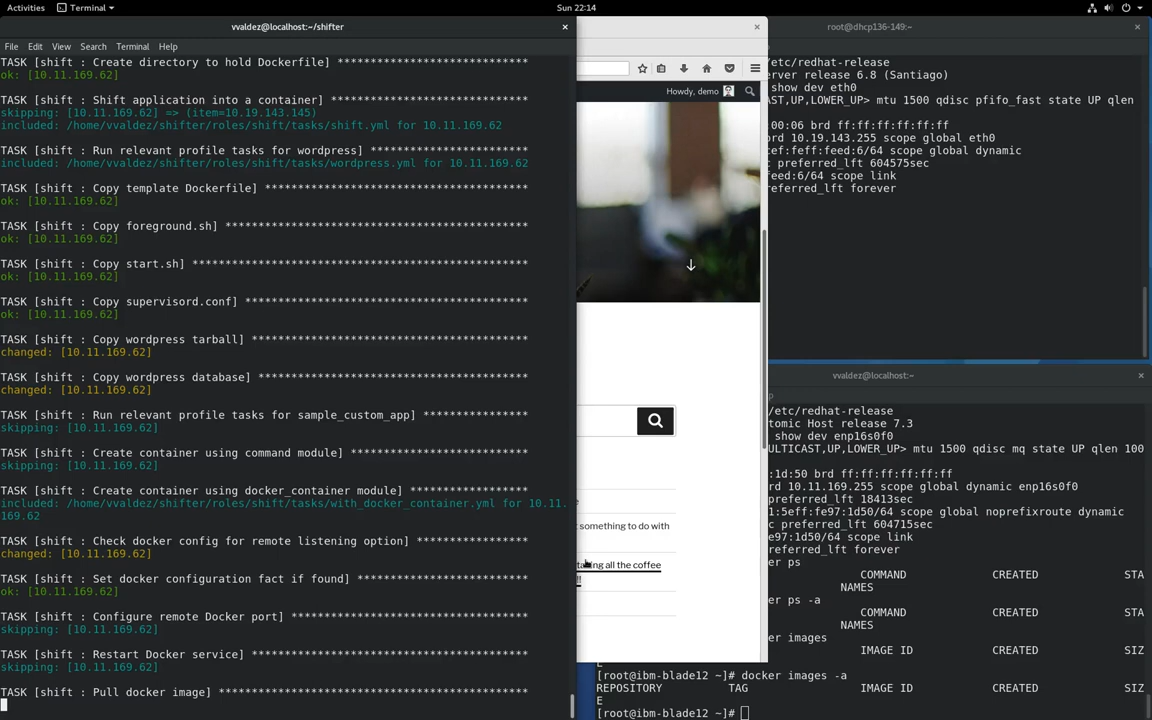 Activities Terminal Sun 22:14
vvaldez@localhost:~/shifter
File Edit View Search Terminal Help
TASK [shift : Create directory to hold Dockerfile] *****************************
ok: [10.11.169.62]
TASK [shift : Shift application into a container] ******************************
skipping: [10.11.169.62] => (item=10.19.143.145)
included: /home/vvaldez/shifter/roles/shift/tasks/shift.yml for 10.11.169.62
TASK [shift : Run relevant profile tasks for wordpress] ************************
included: /home/vvaldez/shifter/roles/shift/tasks/wordpress.yml for 10.11.169.62
TASK [shift : Copy template Dockerfile] ****************************************
ok: [10.11.169.62]
TASK [shift : Copy foreground.sh] **********************************************
ok: [10.11.169.62]
TASK [shift : Copy start.sh] ***************************************************
ok: [10.11.169.62]
TASK [shift : Copy supervisord.conf] *******************************************
ok: [10.11.169.62]
TASK [shift : Copy wordpress tarball] ******************************************
changed: [10.11.169.62]
TASK [shift : Copy wordpress database] *****************************************
changed: [10.11.169.62]
TASK [shift : Run relevant profile tasks for sample_custom_app] ****************
skipping: [10.11.169.62]
TASK [shift : Create container using command module] ***************************
skipping: [10.11.169.62]
TASK [shift : Create container using docker_container module] ******************
included: /home/vvaldez/shifter/roles/shift/tasks/with_docker_container.yml for 10.11.
169.62
TASK [shift : Check docker config for remote listening option] *****************
changed: [10.11.169.62]
TASK [shift : Set docker configuration fact if found] **************************
ok: [10.11.169.62]
TASK [shift : Configure remote Docker port] ************************************
skipping: [10.11.169.62]
TASK [shift : Restart Docker service] ******************************************
skipping: [10.11.169.62]
TASK [shift : Pull docker image] ***********************************************
Howdy, demo
something to do with
all the coffee
root@dhcp136-149:~
/etc/redhat-release
erver release 6.8 (Santiago)
show dev eth0
AST,UP,LOWER_UP> mtu 1500 qdisc pfifo_fast state UP qlen
:00:06 brd ff:ff:ff:ff:ff:ff
ord 10.19.143.255 scope global eth0
cef:feff:feed:6/64 scope global dynamic
t preferred_lft 604575sec
feed:6/64 scope link
referred_lft forever
vvaldez@localhost:~
/etc/redhat-release
tomic Host release 7.3
show dev enp16s0f0
ULTICAST,UP,LOWER_UP> mtu 1500 qdisc mq state UP qlen 100
:1d:50 brd ff:ff:ff:ff:ff:ff
rd 10.11.169.255 scope global dynamic enp16s0f0
preferred_lft 18413sec
1:5eff:fe97:1d50/64 scope global noprefixroute dynamic
preferred_lft 604715sec
e97:1d50/64 scope link
referred_lft forever
er ps
COMMAND CREATED STA
NAMES
er ps -a
COMMAND CREATED STA
NAMES
er images
IMAGE ID CREATED SIZ
E
[root@ibm-blade12 ~]# docker images -a
REPOSITORY TAG IMAGE ID CREATED SIZ
E
[root@ibm-blade12 ~]#